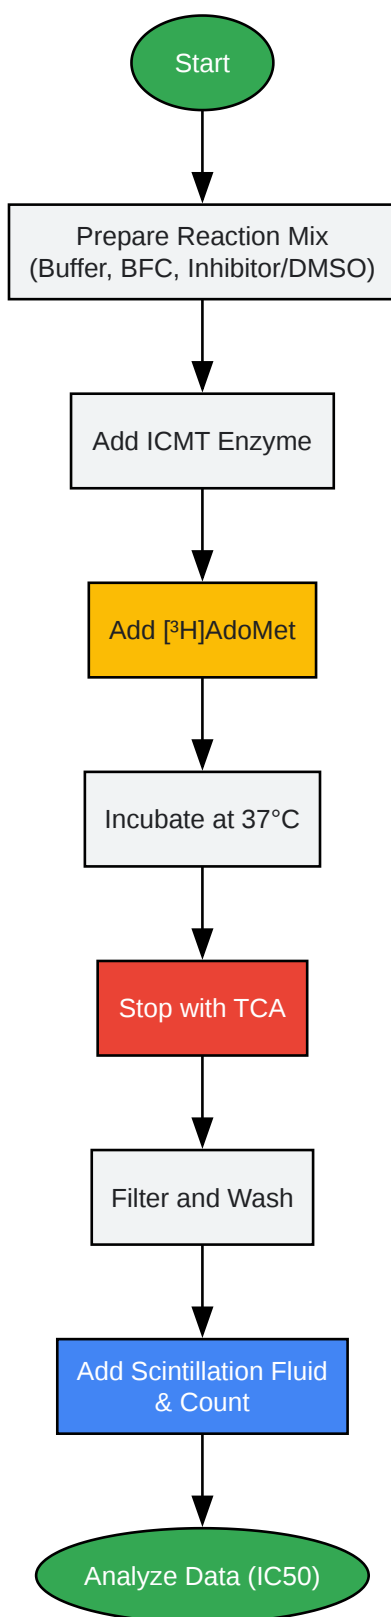 Start
Prepare Reaction Mix
(Buffer, BFC, Inhibitor/DMSO)
Add ICMT Enzyme
Add [³H]AdoMet
Incubate at 37°C
Stop with TCA
Filter and Wash
Add Scintillation Fluid
& Count
Analyze Data (IC50)